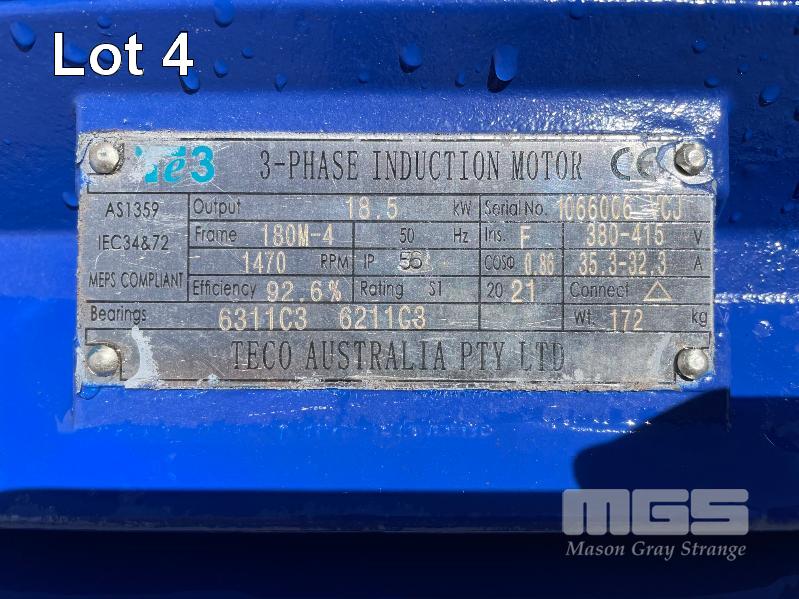 Lot 4
3-PHASE INDUCTION MOTOR CE
AS1359
IEC34&72
MEPS COMPLIANT
Output 18.5 kW Serial No. 1066006 CJ
Frame 180M-4 50 Hz Ins. F 380-415 V
1470 RPM IP 56 COSΦ 0.86 35.3-32.3 A
Efficiency 92.6% Rating S1 20 21 Connect △
Bearings 6311C3 6211C3 Wt. 172 kg
TECO AUSTRALIA PTY LTD
MGS
Mason Gray Strange